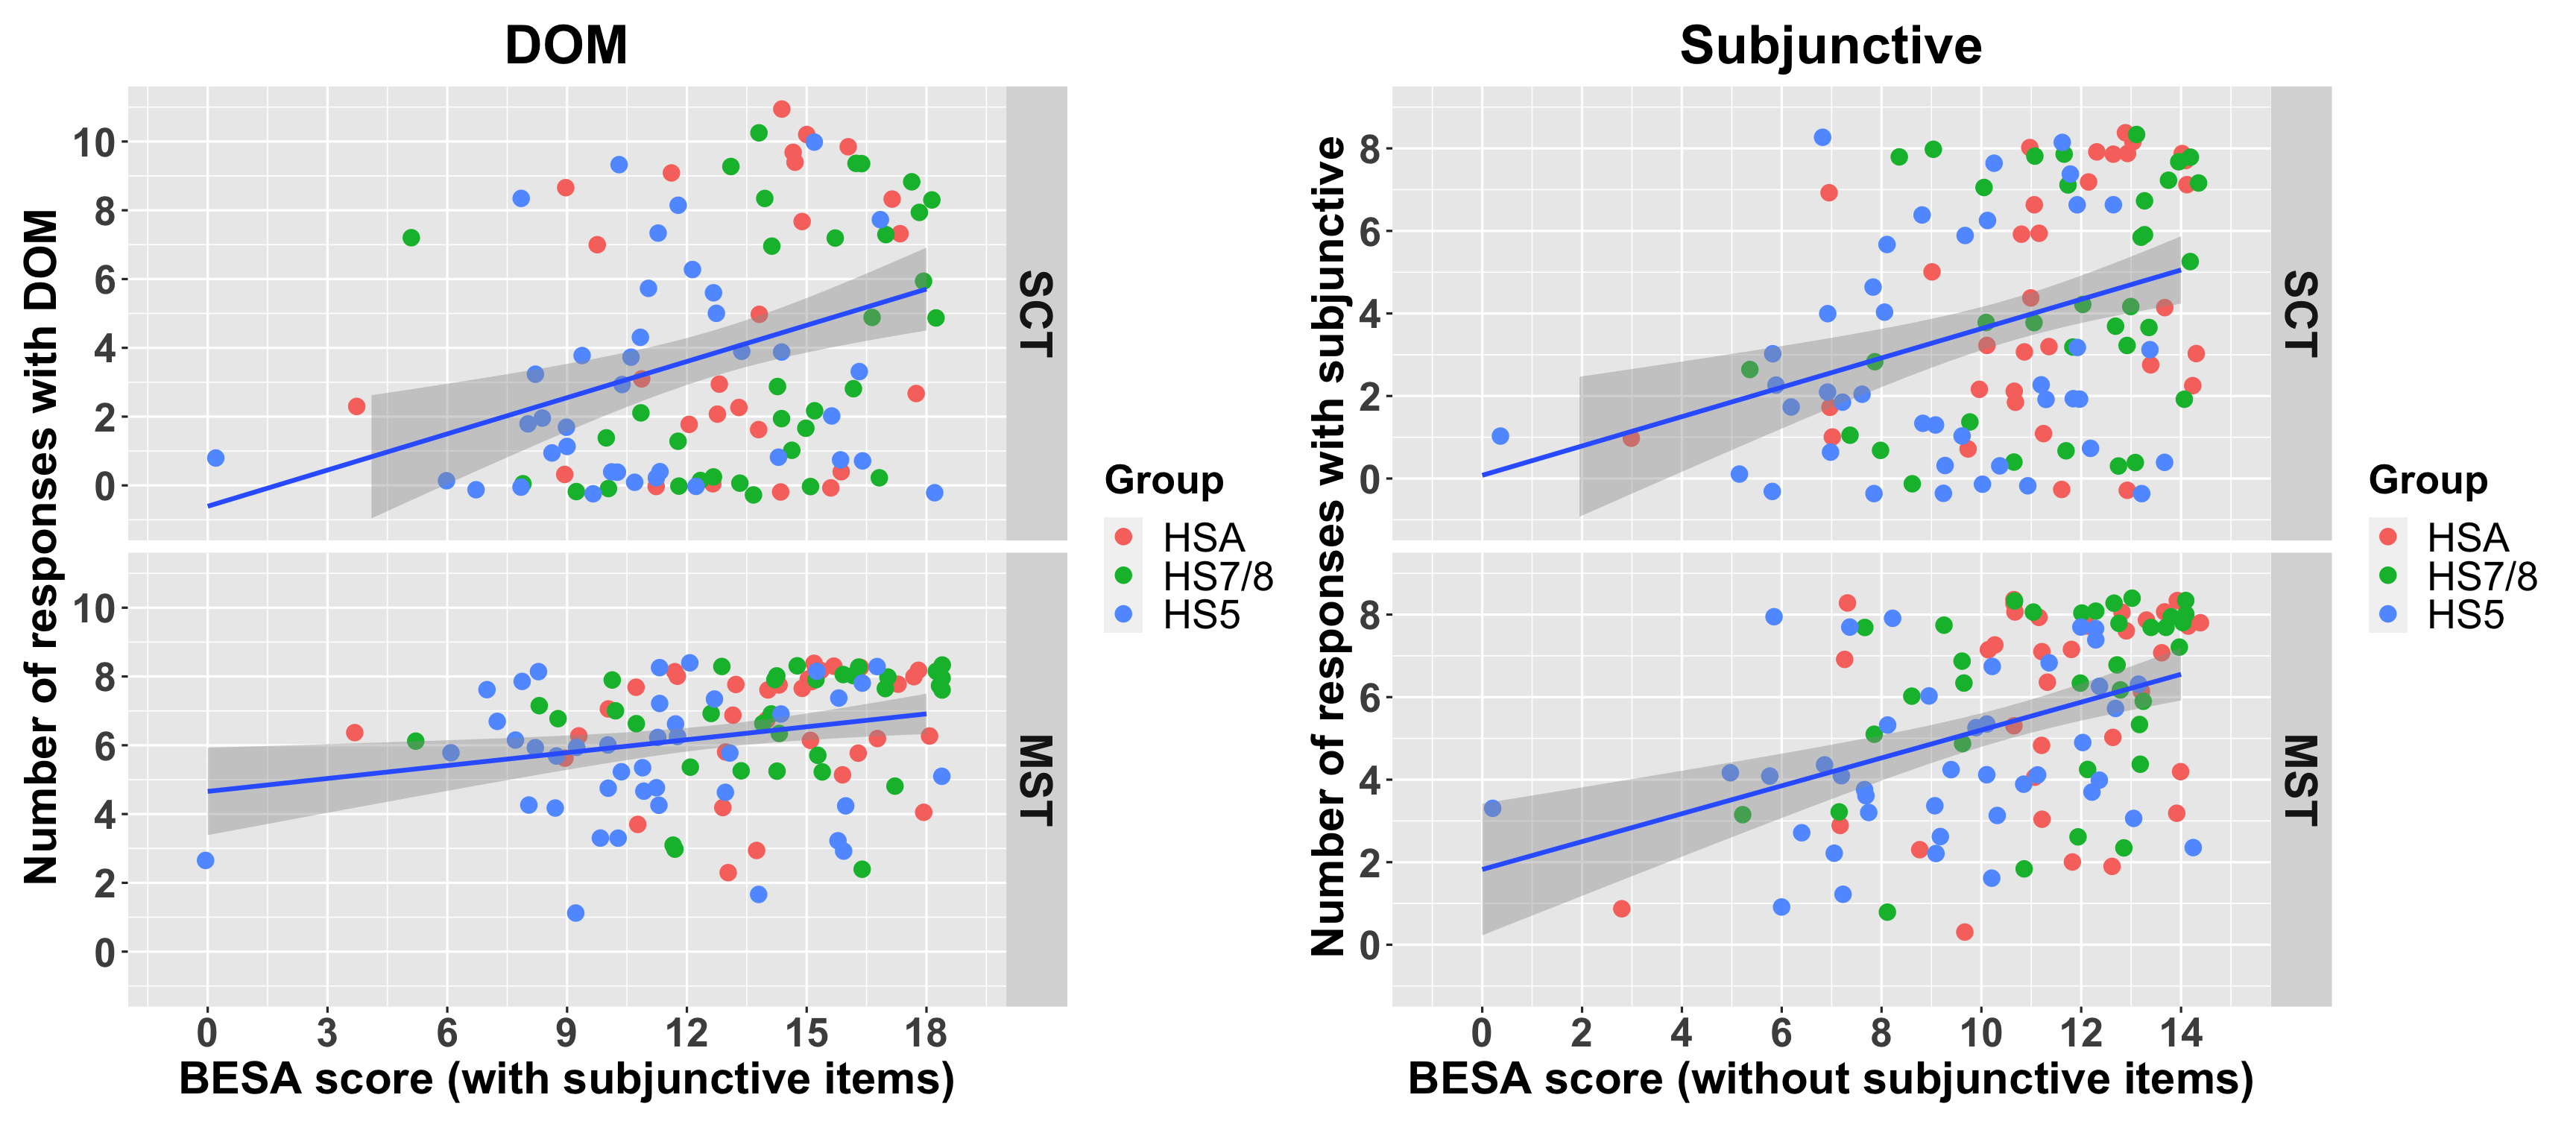 DOM
Number of responses with DOM
10
8
6
4
2
0
SCT
10
8
6
4
2
0
MST
0 3 6 9 12 15 18
BESA score (with subjunctive items)
Group
HSA
HS7/8
HS5
Subjunctive
Number of responses with subjunctive
8
6
4
2
0
SCT
8
6
4
2
0
MST
0 2 4 6 8 10 12 14
BESA score (without subjunctive items)
Group
HSA
HS7/8
HS5